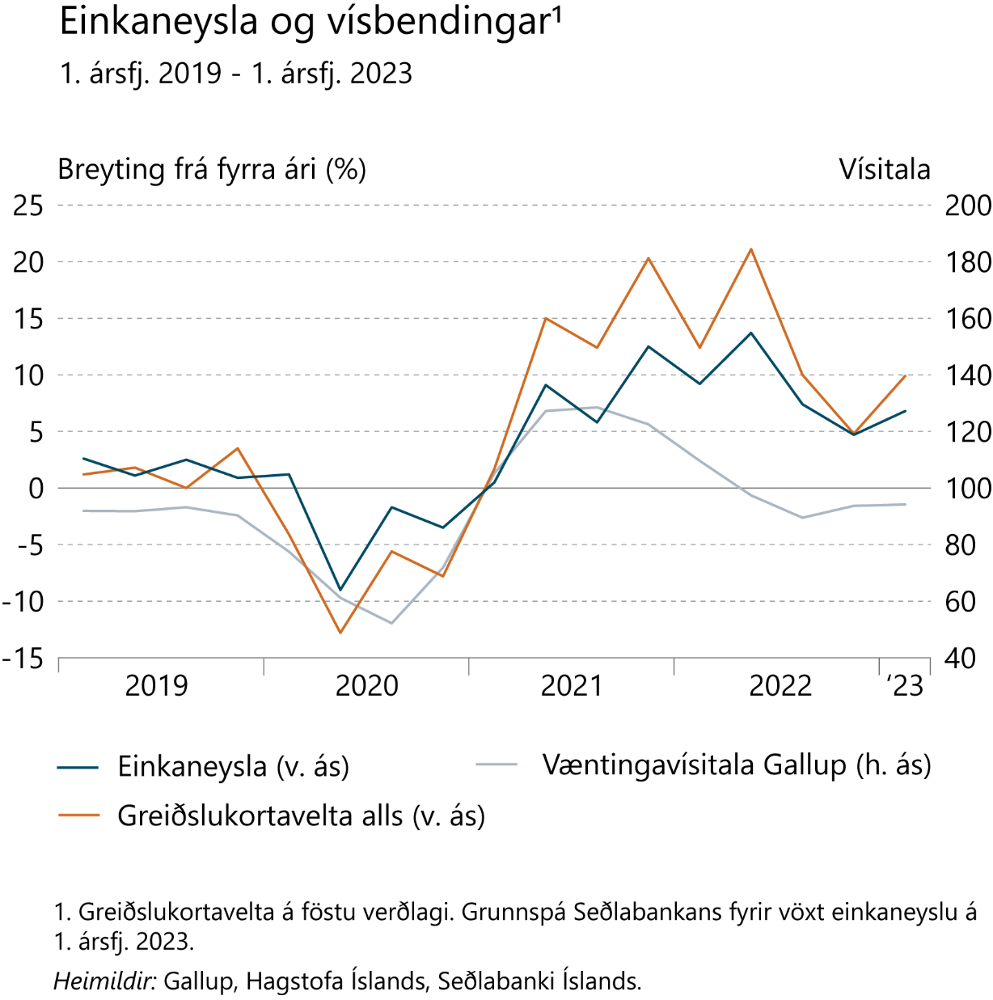 Einkaneysla og vísbendingar¹
1. ársfj. 2019 - 1. ársfj. 2023
Breyting frá fyrra ári (%) Vísitala
25 200
20 180
15 160
10 140
5 120
0 100
-5 80
-10 60
-15 40
2019 2020 2021 2022 ‘23
Einkaneysla (v. ás) Væntingavísitala Gallup (h. ás)
Greiðslukortavelta alls (v. ás)
1. Greiðslukortavelta á föstu verðlagi. Grunnspá Seðlabankans fyrir vöxt einkaneyslu á
1. ársfj. 2023.
Heimildir: Gallup, Hagstofa Íslands, Seðlabanki Íslands.